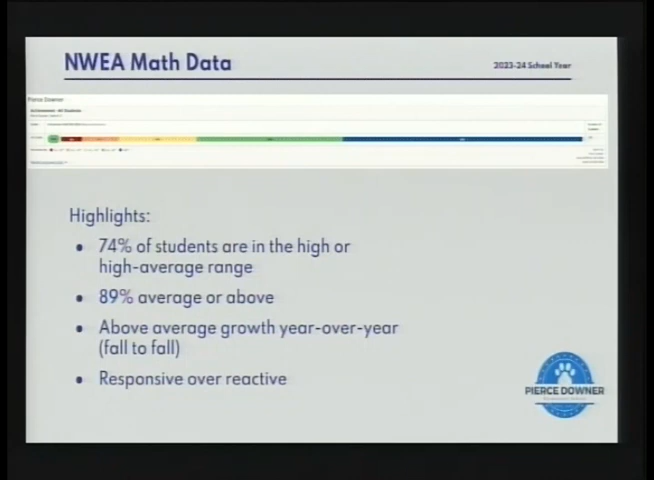 NWEA Math Data
2023-24 School Year
Pierce Downer
Highlights:
• 74% of students are in the high or
high-average range
• 89% average or above
• Above average growth year-over-year
(fall to fall)
• Responsive over reactive
PIERCE DOWNER